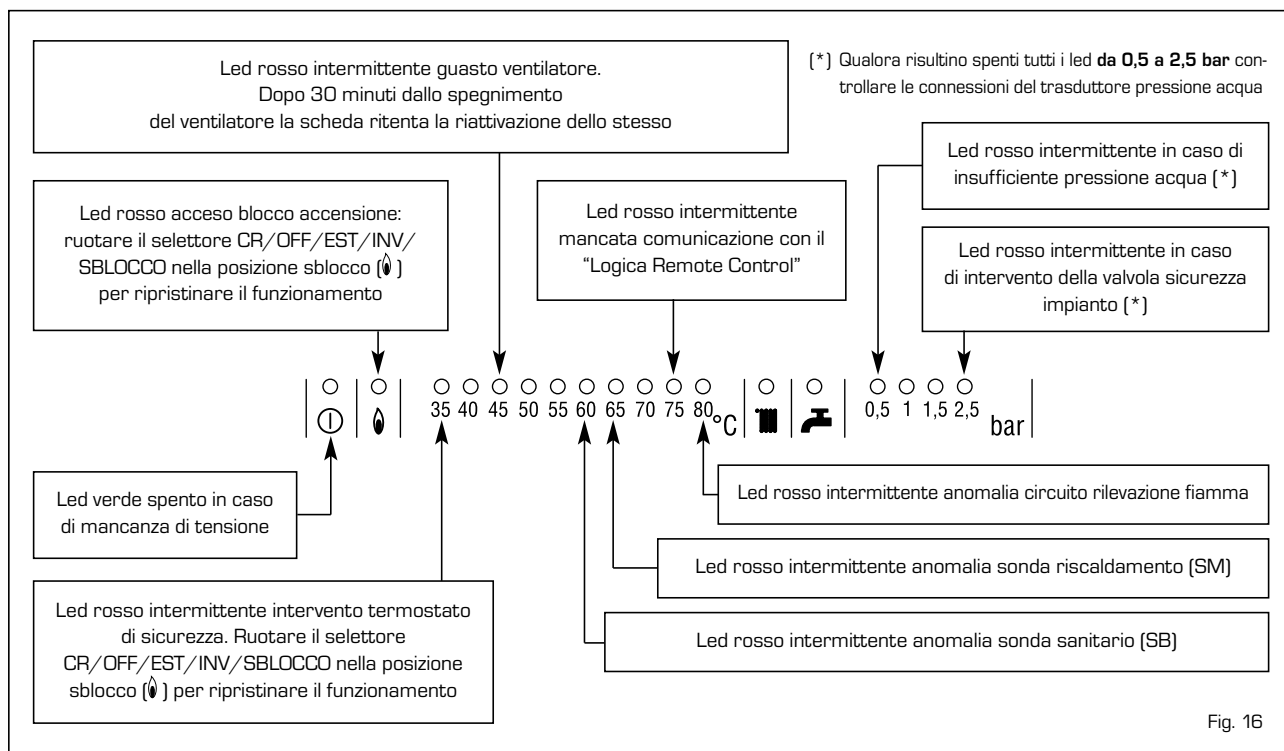 Led rosso intermittente guasto ventilatore.
Dopo 30 minuti dallo spegnimento
del ventilatore la scheda ritenta la riattivazione dello stesso
(*) Qualora risultino spenti tutti i led da 0,5 a 2,5 bar con-
trollare le connessioni del trasduttore pressione acqua
Led rosso intermittente in caso di
insufficiente pressione acqua (*)
Led rosso acceso blocco accensione:
ruotare il selettore CR/OFF/EST/INV/
SBLOCCO nella posizione sblocco ( )
per ripristinare il funzionamento
Led rosso intermittente
mancata comunicazione con il
“Logica Remote Control”
Led rosso intermittente in caso
di intervento della valvola sicurezza
impianto (*)
35 40 45 50 55 60 65 70 75 80 °C 0,5 1 1,5 2,5 bar
Led verde spento in caso
di mancanza di tensione
Led rosso intermittente anomalia circuito rilevazione fiamma
Led rosso intermittente anomalia sonda riscaldamento (SM)
Led rosso intermittente intervento termostato
di sicurezza. Ruotare il selettore
CR/OFF/EST/INV/SBLOCCO nella posizione
sblocco ( ) per ripristinare il funzionamento
Led rosso intermittente anomalia sonda sanitario (SB)
Fig. 16